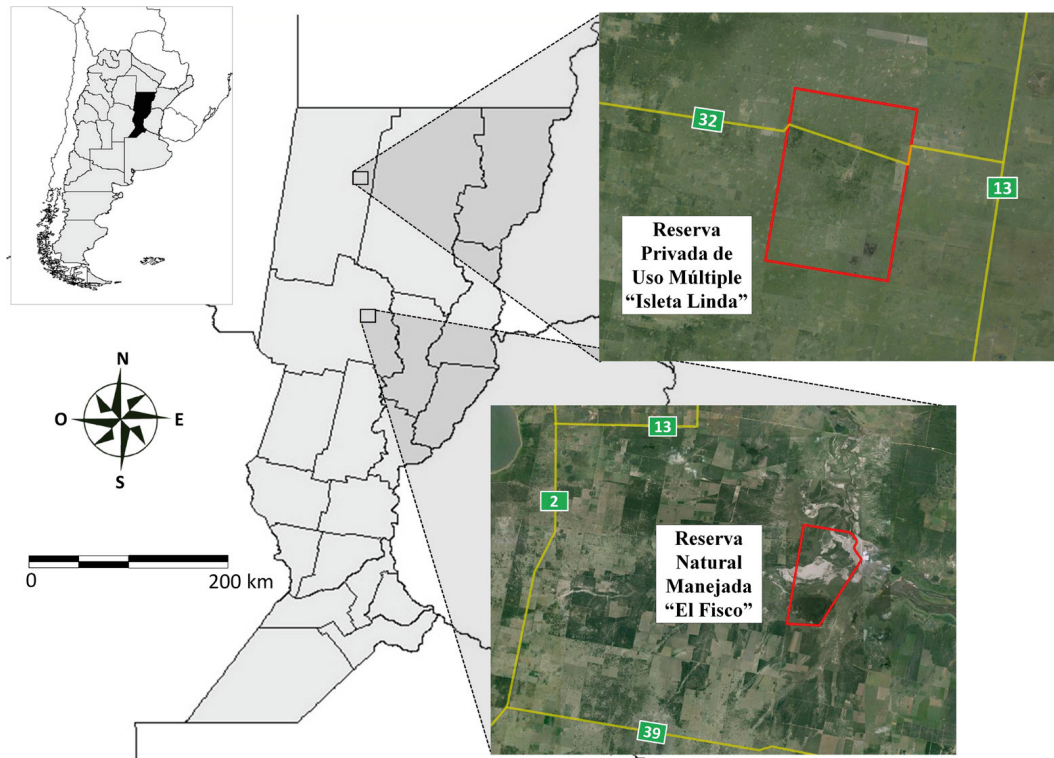 32
13
Reserva
Privada de
Uso Múltiple
“Isleta Linda”
N
O
E
S
13
2
Reserva
Natural
Manejada
“El Fisco”
0
200 km
39